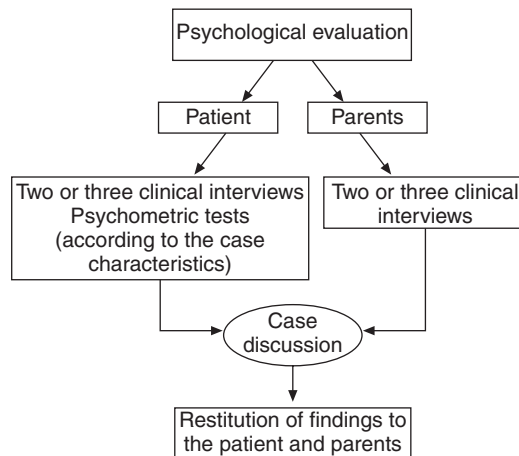 Psychological evaluation
Patient
Parents
Two or three clinical interviews
Psychometric tests
(according to the case
characteristics)
Two or three clinical
interviews
Case
discussion
Restitution of findings to
the patient and parents